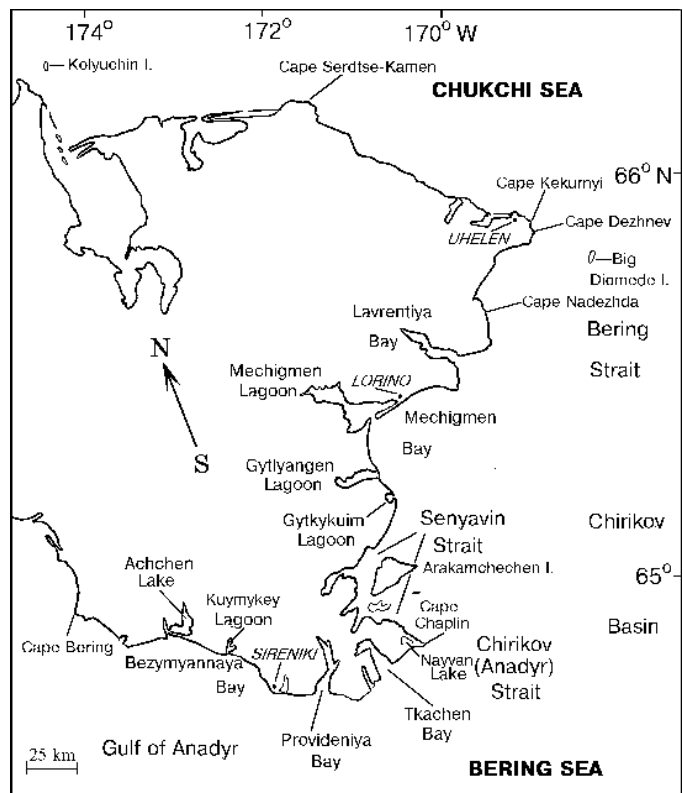 174°
172°
170° W
Kolyuchin I.
Cape Serdtse-Kamen
CHUKCHI SEA
66° N
Cape Kekurnyi
UHELEN
Cape Dezhnev
Big
Diomede I.
Cape Nadezhda
Lavrentiya
Bay
Bering
Strait
N
Mechigmen
Lagoon
LORINO
Mechigmen
Bay
S
Gytlyangen
Lagoon
Gytkykuim
Lagoon
Senyavin
Strait
Chirikov
Basin
Arakamchechen I.
65°
Achchen
Lake
Kuymykey
Lagoon
Cape
Chaplin
Cape Bering
Bezymyannaya
Bay
SIRENIKI
Nayvan
Lake
Chirikov
(Anadyr)
Strait
Tkachen
Bay
Provideniya
Bay
Gulf of Anadyr
25 km
BERING SEA